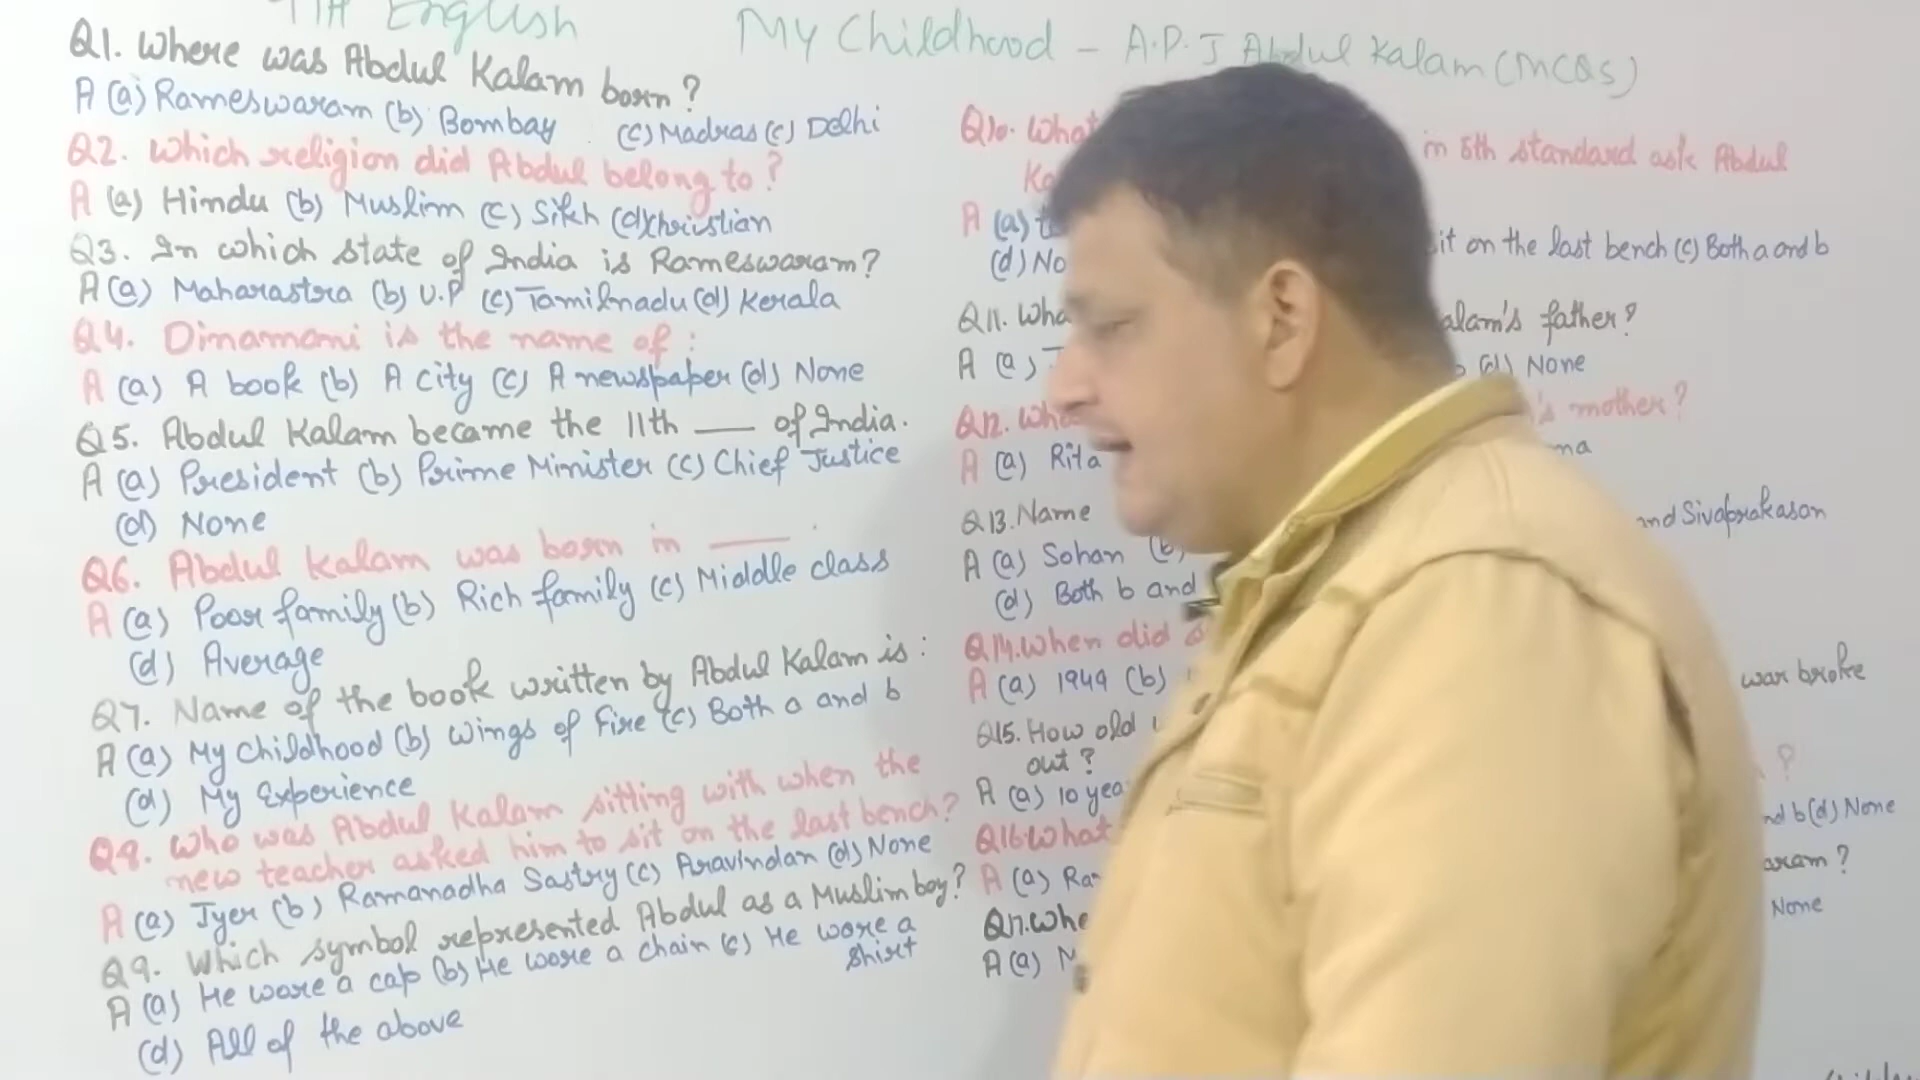 English
My Childhood - A.P.J Abdul Kalam (MCQs)
Q1. Where was Abdul Kalam born?
A (a) Rameswaram (b) Bombay (c) Madras (c) Delhi
Q2. Which religion did Abdul belong to?
A (a) Hindu (b) Muslim (c) Sikh (d) Christian
Q3. In which state of India is Rameswaram?
A (a) Maharastra (b) U.P (c) Tamilnadu (d) Kerala
Q4. Dinamani is the name of :
A (a) A book (b) A city (c) A newspaper (d) None
Q5. Abdul Kalam became the 11th ___ of India.
A (a) President (b) Prime Minister (c) Chief Justice
(d) None
Q6. Abdul Kalam was born in ____.
A (a) Poor family (b) Rich family (c) Middle class
(d) Average
Q7. Name of the book written by Abdul Kalam is :
A (a) My Childhood (b) Wings of Fire (c) Both a and b
(d) My Experience
Q8. Who was Abdul Kalam sitting with when the
new teacher asked him to sit on the last bench?
A (a) Iyer (b) Ramanadha Sastry (c) Aravindan (d) None
Q9. Which symbol represented Abdul as a Muslim boy?
A (a) He wore a cap (b) He wore a chain (c) He wore a
shirt
(d) All of the above
Q10. What in 5th standard ask Abdul
A (a)
(d) No sit on the last bench (c) Both a and b
Q11. Wha alam's father?
A (a) (d) None
Q12. Wha 's mother?
A (a) Rita na
Q13. Name and Sivaprakasan
A (a) Sohan
(d) Both b and
Q14. When did
A (a) 1949 (b)
Q15. How old war broke
out?
A (a) 10 yea
Q16 What ?
A (a) Ra nd b (d) None
Q17. Whe aram?
A (a) None